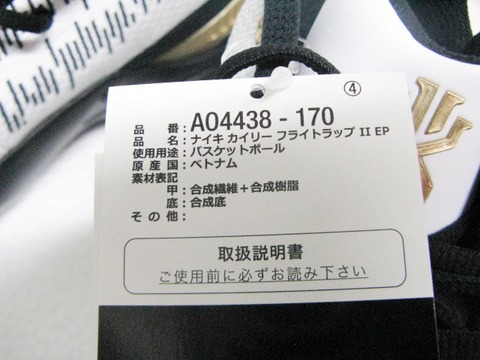 ④
品番：AO4438-170
品名：ナイキ カイリー フライトラップ II EP
使用用途：バスケットボール
原産国：ベトナム
素材表記
甲：合成繊維＋合成樹脂
底：合成底
その他：
取扱説明書
ご使用前に必ずお読み下さい